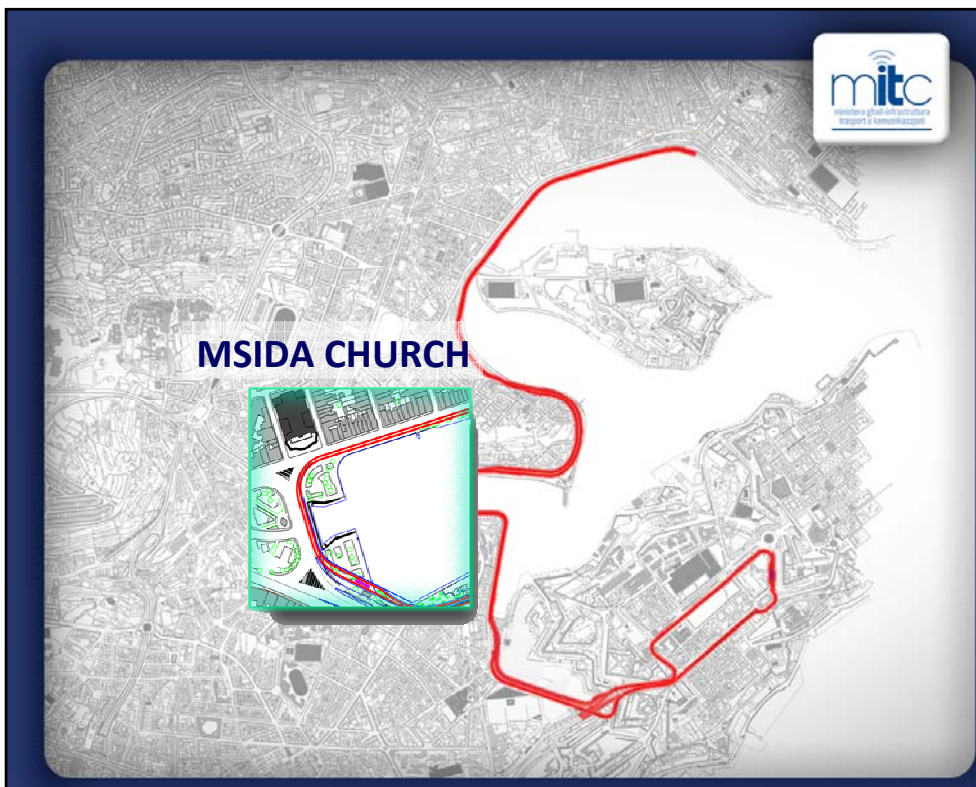 mitc
ministeru għall-infrastruttura
trasport u komunikazzjoni
MSIDA CHURCH